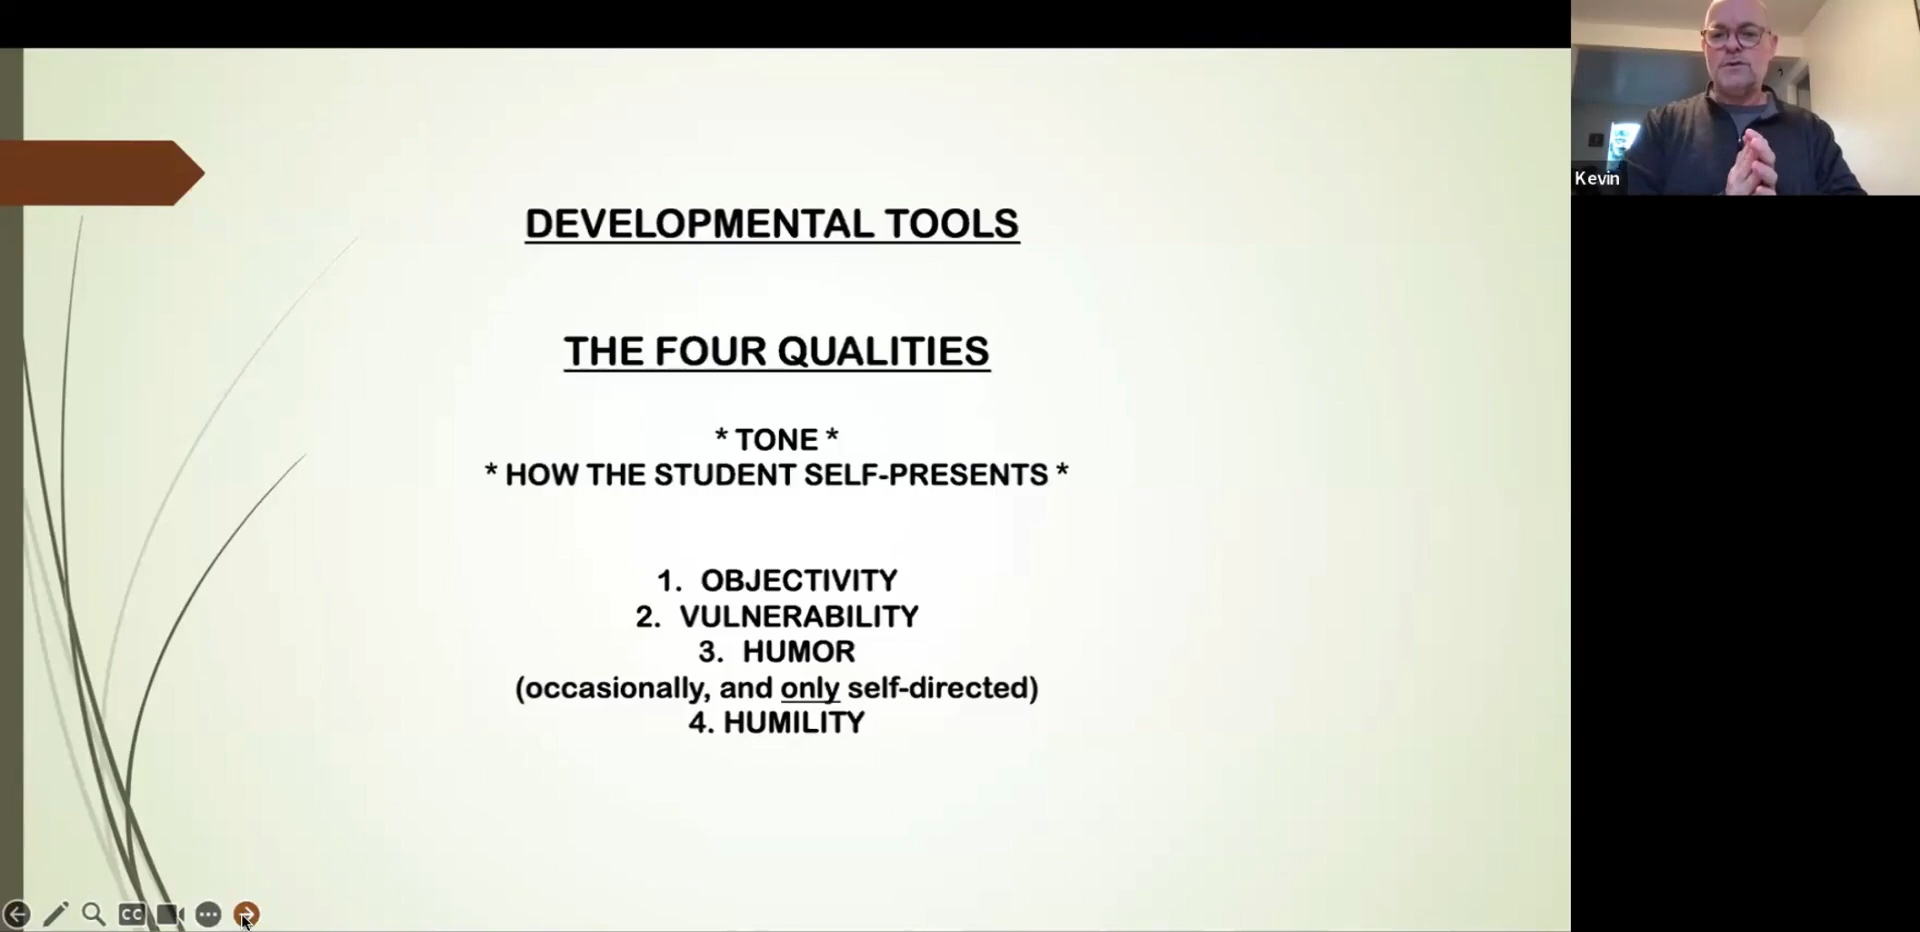 DEVELOPMENTAL TOOLS
THE FOUR QUALITIES
* TONE *
* HOW THE STUDENT SELF-PRESENTS *
1. OBJECTIVITY
2. VULNERABILITY
3. HUMOR
(occasionally, and only self-directed)
4. HUMILITY
CC
Kevin